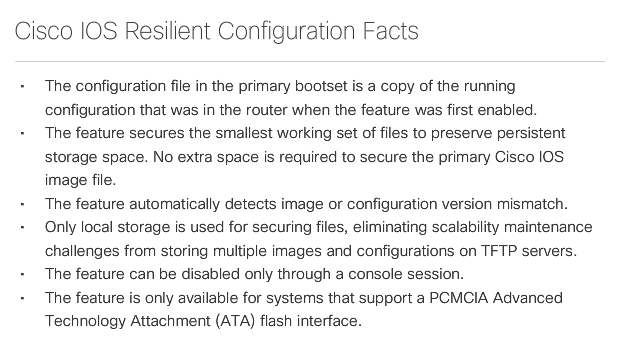 Cisco IOS Resilient Configuration Facts
· The configuration file in the primary bootset is a copy of the running
configuration that was in the router when the feature was first enabled.
· The feature secures the smallest working set of files to preserve persistent
storage space. No extra space is required to secure the primary Cisco IOS
image file.
· The feature automatically detects image or configuration version mismatch.
· Only local storage is used for securing files, eliminating scalability maintenance
challenges from storing multiple images and configurations on TFTP servers.
· The feature can be disabled only through a console session.
· The feature is only available for systems that support a PCMCIA Advanced
Technology Attachment (ATA) flash interface.